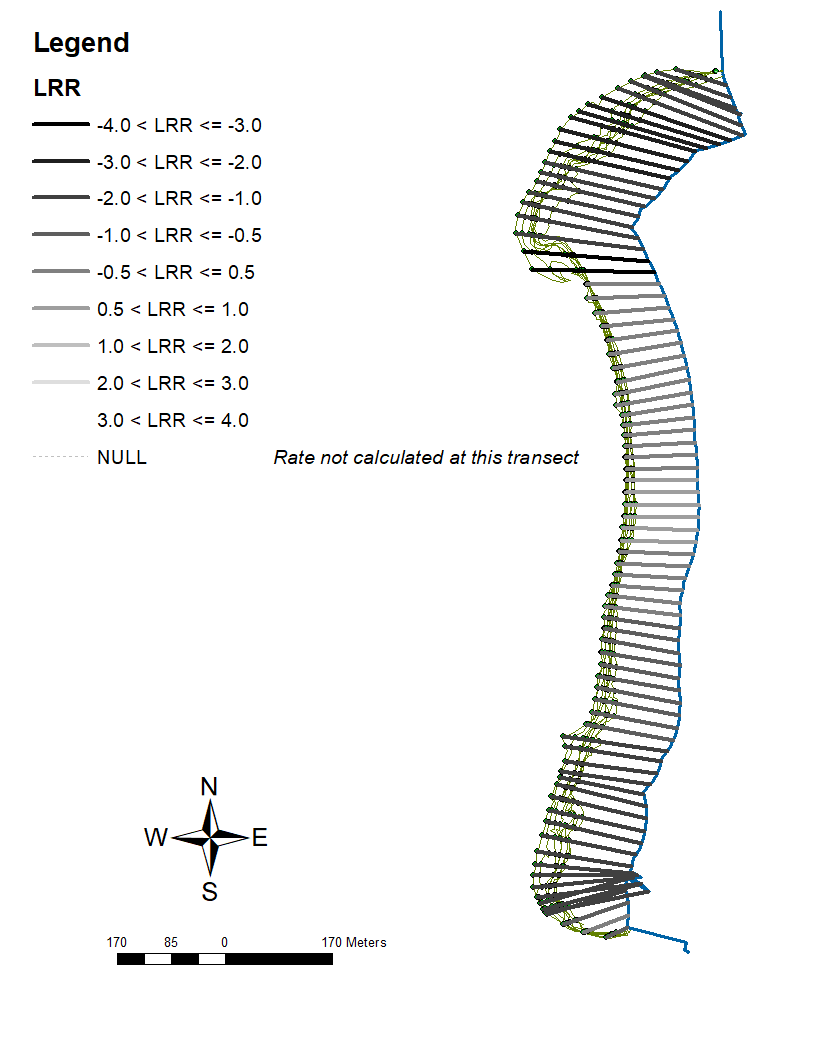 Legend
LRR
-4.0 < LRR <= -3.0
-3.0 < LRR <= -2.0
-2.0 < LRR <= -1.0
-1.0 < LRR <= -0.5
-0.5 < LRR <= 0.5
0.5 < LRR <= 1.0
1.0 < LRR <= 2.0
2.0 < LRR <= 3.0
3.0 < LRR <= 4.0
NULL Rate not calculated at this transect
N
W E
S
170 85 0 170 Meters